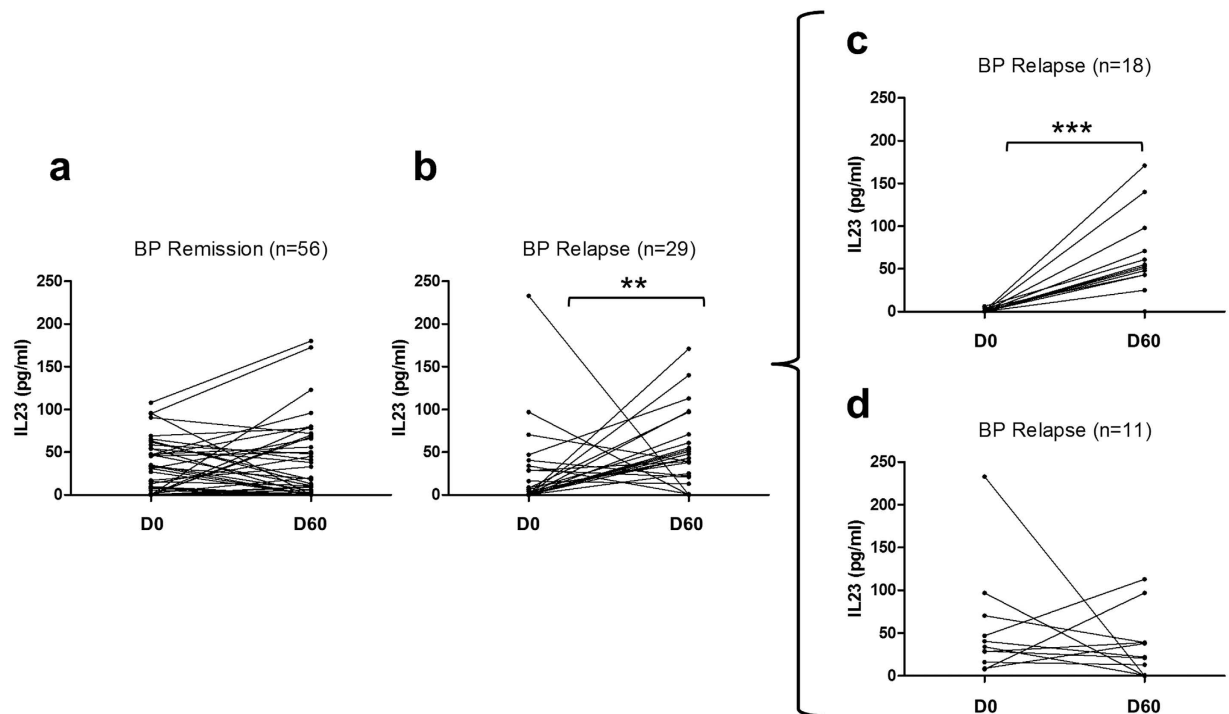 a
BP Remission (n=56)
IL23 (pg/ml)
250
200
150
100
50
0
D0 D60
b
BP Relapse (n=29)
**
IL23 (pg/ml)
250
200
150
100
50
0
D0 D60
c
BP Relapse (n=18)
***
IL23 (pg/ml)
250
200
150
100
50
0
D0 D60
d
BP Relapse (n=11)
IL23 (pg/ml)
250
200
150
100
50
0
D0 D60